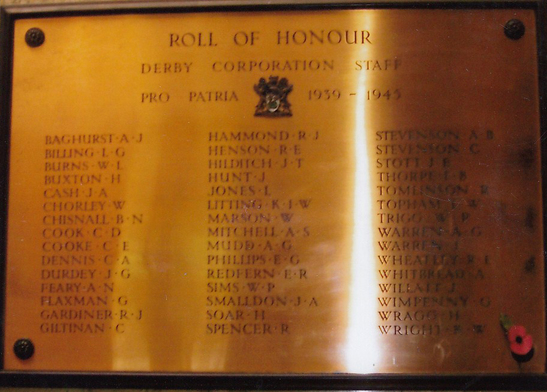 ROLL OF HONOUR
DERBY CORPORATION STAFF
PRO PATRIA 1939 - 1945
BAGHURST·A·J
BILLING·L·G
BURNS·W·L
BUXTON·H
CASH·J·A
CHORLEY·W
CHISNALL·B·N
COOK·C·D
COOKE·C·E
DENNIS·C·A
DURDEY·J·G
FEARY·A·N
FLAXMAN·G
GARDINER·R·J
GILTINAN·C
HAMMOND·R·J
HENSON·R·E
HILDITCH·J·T
HUNT·J
JONES·L
LITTING·K·J·W
MARSON·W
MITCHELL·A·S
MUDD·A·G
PHILLIPS·E·G
REDFERN·E·R
SIMS·W·P
SMALLDON·J·A
SOAR·H
SPENCER·R
STEVENSON·A·B
STEVENSON·G
STOTT·J·E
THORPE·J·B
TOMLINSON·R
TOPHAM
TRIGG·W·P
WARREN·A·G
WARREN·J
WHEATLEY·R·L
WHITBREAD·A
WILLATT·J
WIMPENNY·G
WRAGG·H
WRIGHT·K·W